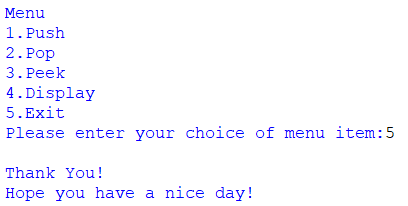 Menu
1.Push
2.Pop
3.Peek
4.Display
5.Exit
Please enter your choice of menu item:5
Thank You!
Hope you have a nice day!